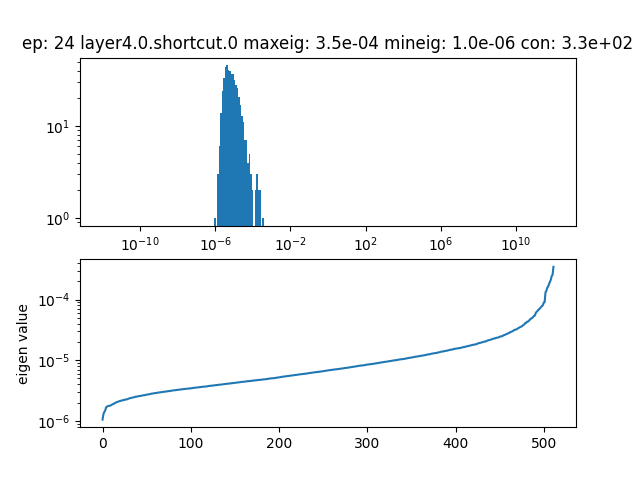 ep: 24 layer4.0.shortcut.0 maxeig: 3.5e-04 mineig: 1.0e-06 con: 3.3e+02
10¹
10⁰
10⁻¹⁰ 10⁻⁶ 10⁻² 10² 10⁶ 10¹⁰
eigen value
10⁻⁴
10⁻⁵
10⁻⁶
0 100 200 300 400 500